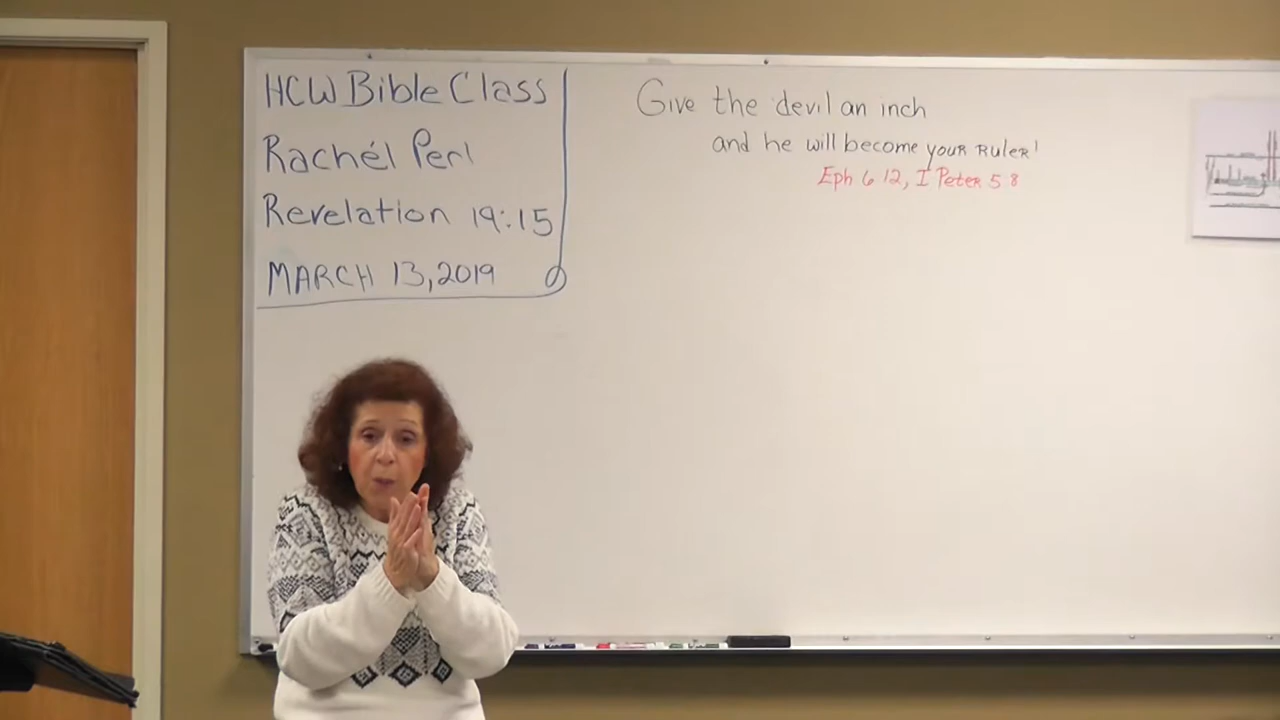 HCW Bible Class
Rachél Perl
Revelation 19:15
MARCH 13, 2019
Give the devil an inch
and he will become your RuleR!
Eph 6 12, I Peter 5 8